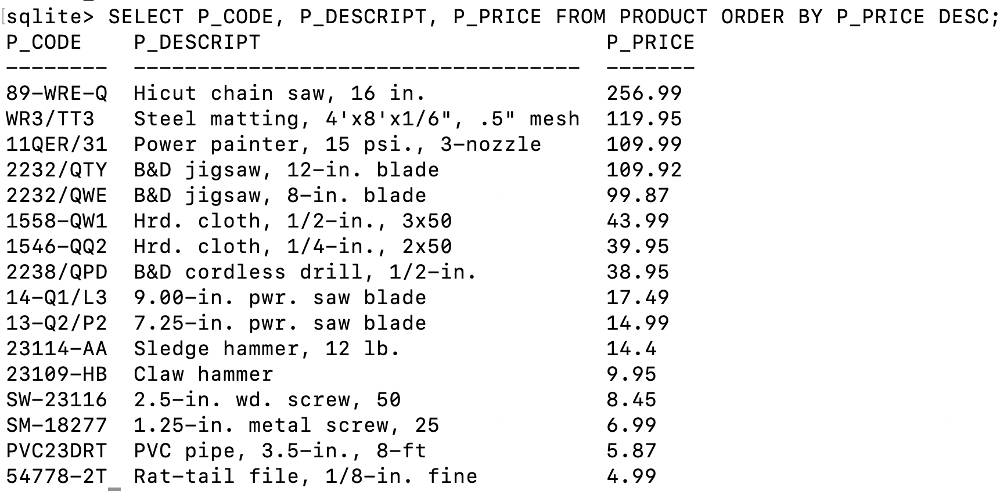 sqlite> SELECT P_CODE, P_DESCRIPT, P_PRICE FROM PRODUCT ORDER BY P_PRICE DESC;
P_CODE    P_DESCRIPT                           P_PRICE
--------  -----------------------------------  -------
89-WRE-Q  Hicut chain saw, 16 in.              256.99
WR3/TT3   Steel matting, 4'x8'x1/6", .5" mesh  119.95
11QER/31  Power painter, 15 psi., 3-nozzle     109.99
2232/QTY  B&D jigsaw, 12-in. blade             109.92
2232/QWE  B&D jigsaw, 8-in. blade              99.87
1558-QW1  Hrd. cloth, 1/2-in., 3x50            43.99
1546-QQ2  Hrd. cloth, 1/4-in., 2x50            39.95
2238/QPD  B&D cordless drill, 1/2-in.          38.95
14-Q1/L3  9.00-in. pwr. saw blade              17.49
13-Q2/P2  7.25-in. pwr. saw blade              14.99
23114-AA  Sledge hammer, 12 lb.                14.4
23109-HB  Claw hammer                          9.95
SW-23116  2.5-in. wd. screw, 50                8.45
SM-18277  1.25-in. metal screw, 25             6.99
PVC23DRT  PVC pipe, 3.5-in., 8-ft              5.87
54778-2T  Rat-tail file, 1/8-in. fine          4.99